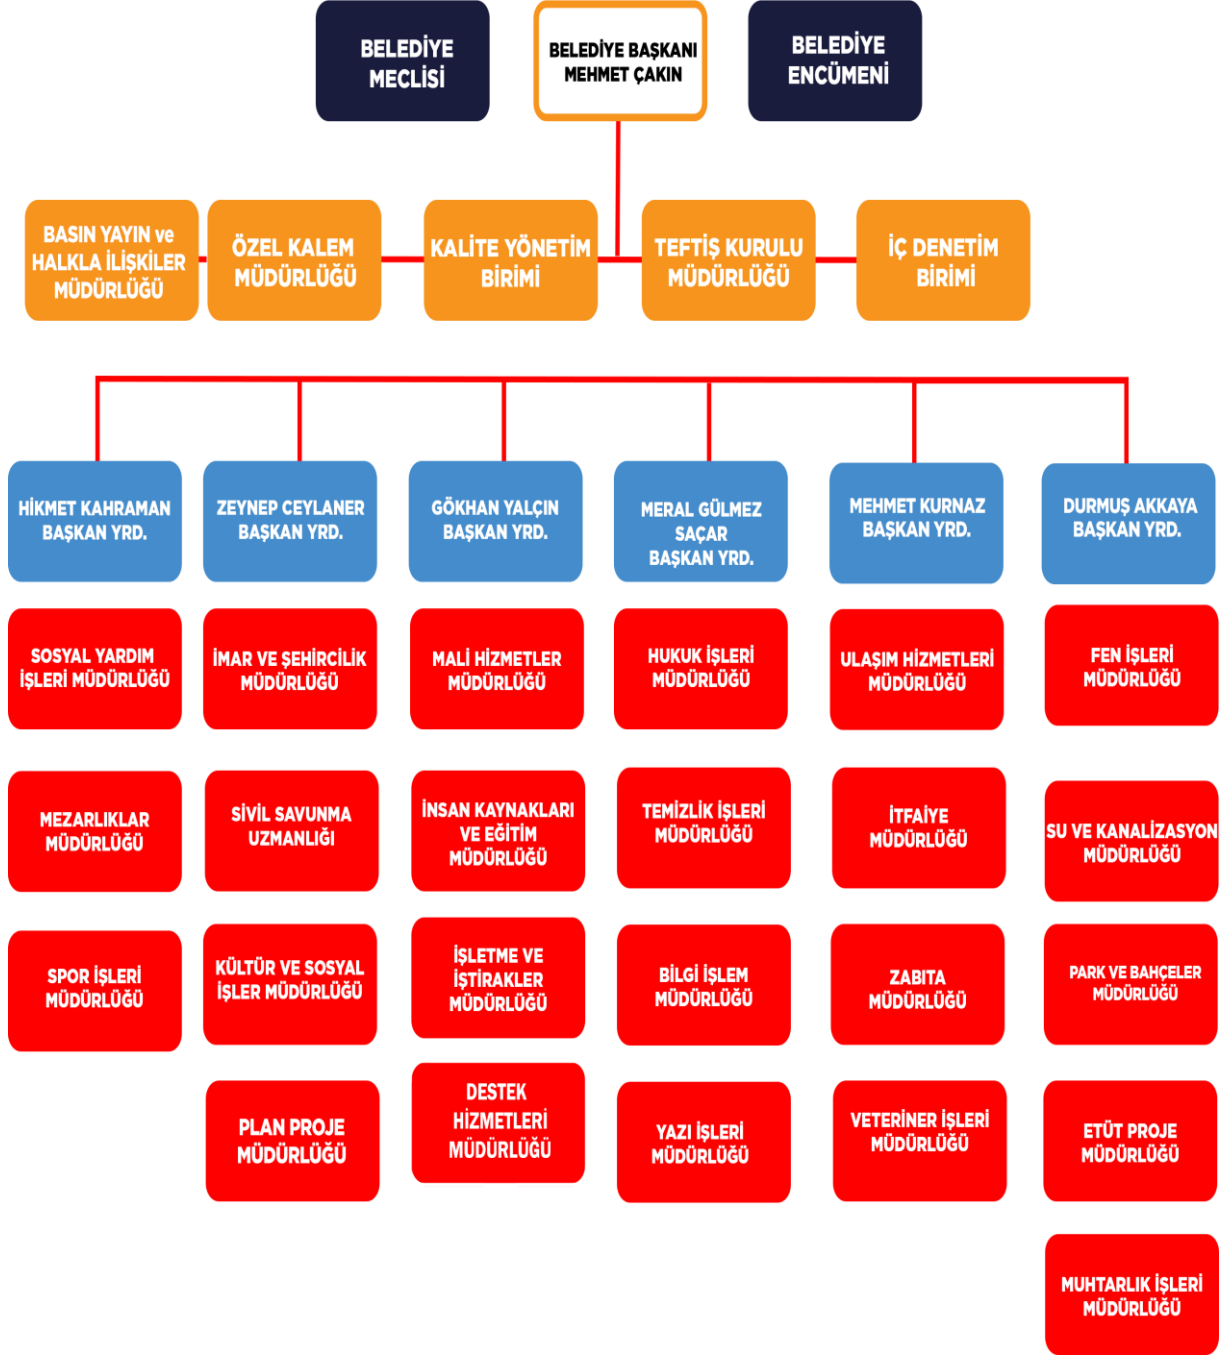 BELEDİYE
MECLİSİ
BELEDİYE BAŞKANI
MEHMET ÇAKIN
BELEDİYE
ENCÜMENİ
BASIN YAYIN ve
HALKLA İLİŞKİLER
MÜDÜRLÜĞÜ
ÖZEL KALEM
MÜDÜRLÜĞÜ
KALİTE YÖNETİM
BİRİMİ
TEFTİŞ KURULU
MÜDÜRLÜĞÜ
İÇ DENETİM
BİRİMİ
HİKMET KAHRAMAN
BAŞKAN YRD.
ZEYNEP CEYLANER
BAŞKAN YRD.
GÖKHAN YALÇIN
BAŞKAN YRD.
MERAL GÜLMEZ
SAÇAR
BAŞKAN YRD.
MEHMET KURNAZ
BAŞKAN YRD.
DURMUŞ AKKAYA
BAŞKAN YRD.
SOSYAL YARDIM
İŞLERİ MÜDÜRLÜĞÜ
İMAR VE ŞEHİRCİLİK
MÜDÜRLÜĞÜ
MALİ HİZMETLER
MÜDÜRLÜĞÜ
HUKUK İŞLERİ
MÜDÜRLÜĞÜ
ULAŞIM HİZMETLERİ
MÜDÜRLÜĞÜ
FEN İŞLERİ
MÜDÜRLÜĞÜ
MEZARLIKLAR
MÜDÜRLÜĞÜ
SİVİL SAVUNMA
UZMANLIĞI
İNSAN KAYNAKLARI
VE EĞİTİM
MÜDÜRLÜĞÜ
TEMİZLİK İŞLERİ
MÜDÜRLÜĞÜ
İTFAİYE
MÜDÜRLÜĞÜ
SU VE KANALİZASYON
MÜDÜRLÜĞÜ
SPOR İŞLERİ
MÜDÜRLÜĞÜ
KÜLTÜR VE SOSYAL
İŞLER MÜDÜRLÜĞÜ
İŞLETME VE
İŞTİRAKLER
MÜDÜRLÜĞÜ
BİLGİ İŞLEM
MÜDÜRLÜĞÜ
ZABITA
MÜDÜRLÜĞÜ
PARK VE BAHÇELER
MÜDÜRLÜĞÜ
PLAN PROJE
MÜDÜRLÜĞÜ
DESTEK
HİZMETLERİ
MÜDÜRLÜĞÜ
YAZI İŞLERİ
MÜDÜRLÜĞÜ
VETERİNER İŞLERİ
MÜDÜRLÜĞÜ
ETÜT PROJE
MÜDÜRLÜĞÜ
MUHTARLIK İŞLERİ
MÜDÜRLÜĞÜ